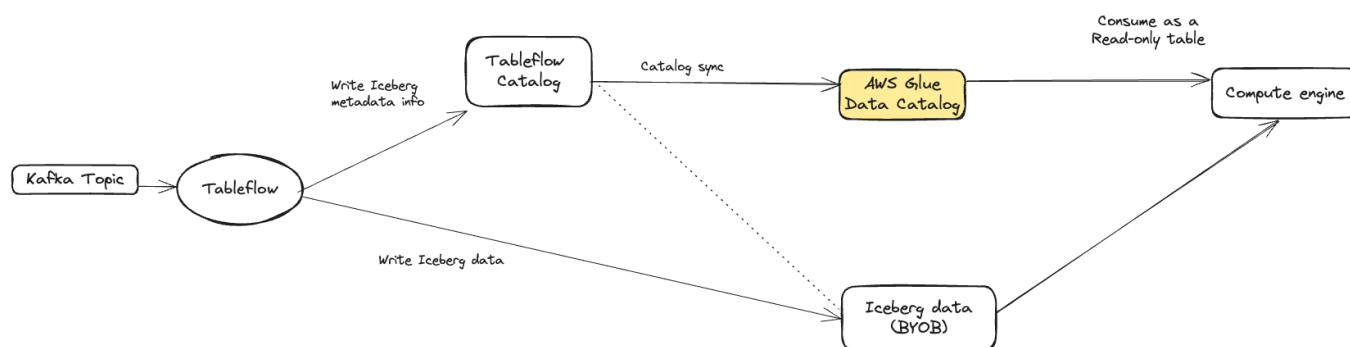 Consume as a
Read-only table
Tableflow
Catalog
Catalog sync
AWS Glue
Data Catalog
Compute engine
Write Iceberg
metadata info
Kafka Topic
Tableflow
Write Iceberg data
Iceberg data
(BYOB)